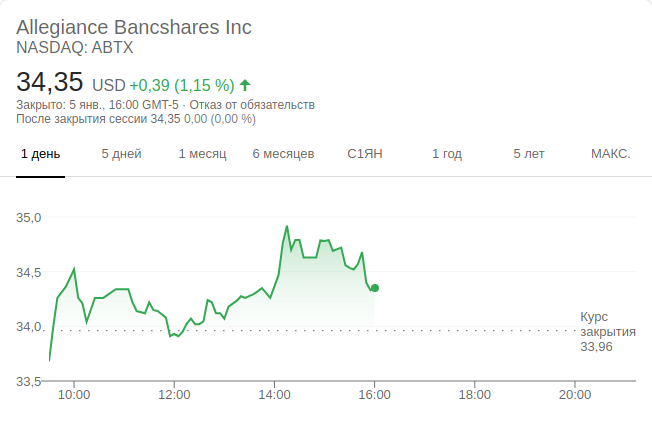 Allegiance Bancshares Inc
NASDAQ: ABTX
34,35 USD +0,39 (1,15 %)
Закрыто: 5 янв., 16:00 GMT-5 · Отказ от обязательств
После закрытия сессии 34,35 0,00 (0,00 %)
1 день 5 дней 1 месяц 6 месяцев С1ЯН 1 год 5 лет МАКС.
35,0
34,5
34,0
33,5
Курс
закрытия
33,96
10:00 12:00 14:00 16:00 18:00 20:00